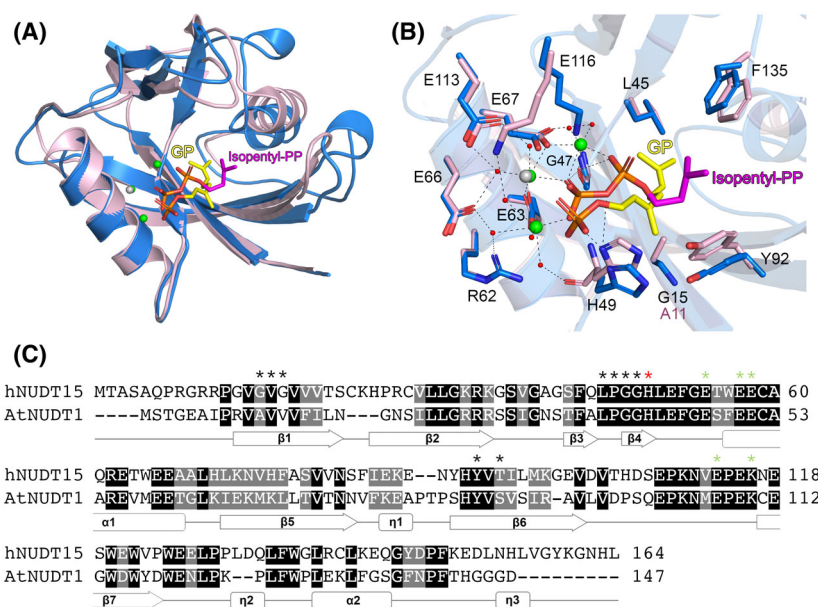 (A)
GP
Isopentyl-PP
(B)
E116
E113
E67
L45
F135
G47
GP
Isopentyl-PP
E66
E63
R62
H49
G15
A11
Y92
(C)
*** ***** * **
hNUDT15 MTASAQPRGRRPGVGVGVVVTSCKHPRCVLLGKRKGSVGAGSFQLPGGHLEFGETWEECA 60
AtNUDT1 ----MSTGEAIPRVAVVVFILN--GNSILLGRRRSSIGNSTFALPGGHLEFGESFEECA 53
β1 β2 β3 β4
* * * *
hNUDT15 QRETWEEAALHLKNVHFASVVNSFIEKE--NYHYVTILMKGEVDVTHDSEPKNVEPEKNE 118
AtNUDT1 AREVMEETGLKIEKMKLLTVTNNVFKEAPTPSHYVSVSIR-AVLVDPSQEPKNMEPEKCE 112
α1 β5 η1 β6
hNUDT15 SWEWVPWEELPPLDQLFWGLRCLKEQGYDPFKEDLNHLVGYKGNHL 164
AtNUDT1 GWDWYDWENLPK--PLFWPLEKLFGSGFNPFTHGGGD--------- 147
β7 η2 α2 η3